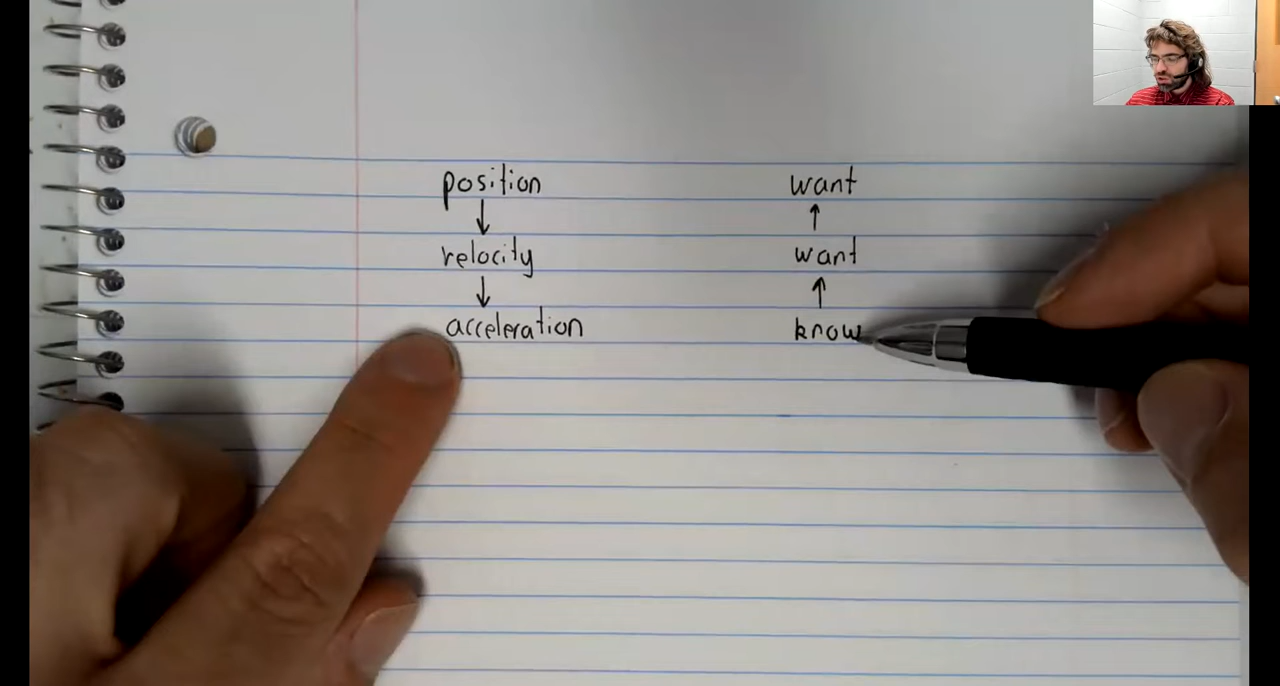 position want
↓ ↑
velocity want
↓ ↑
acceleration know